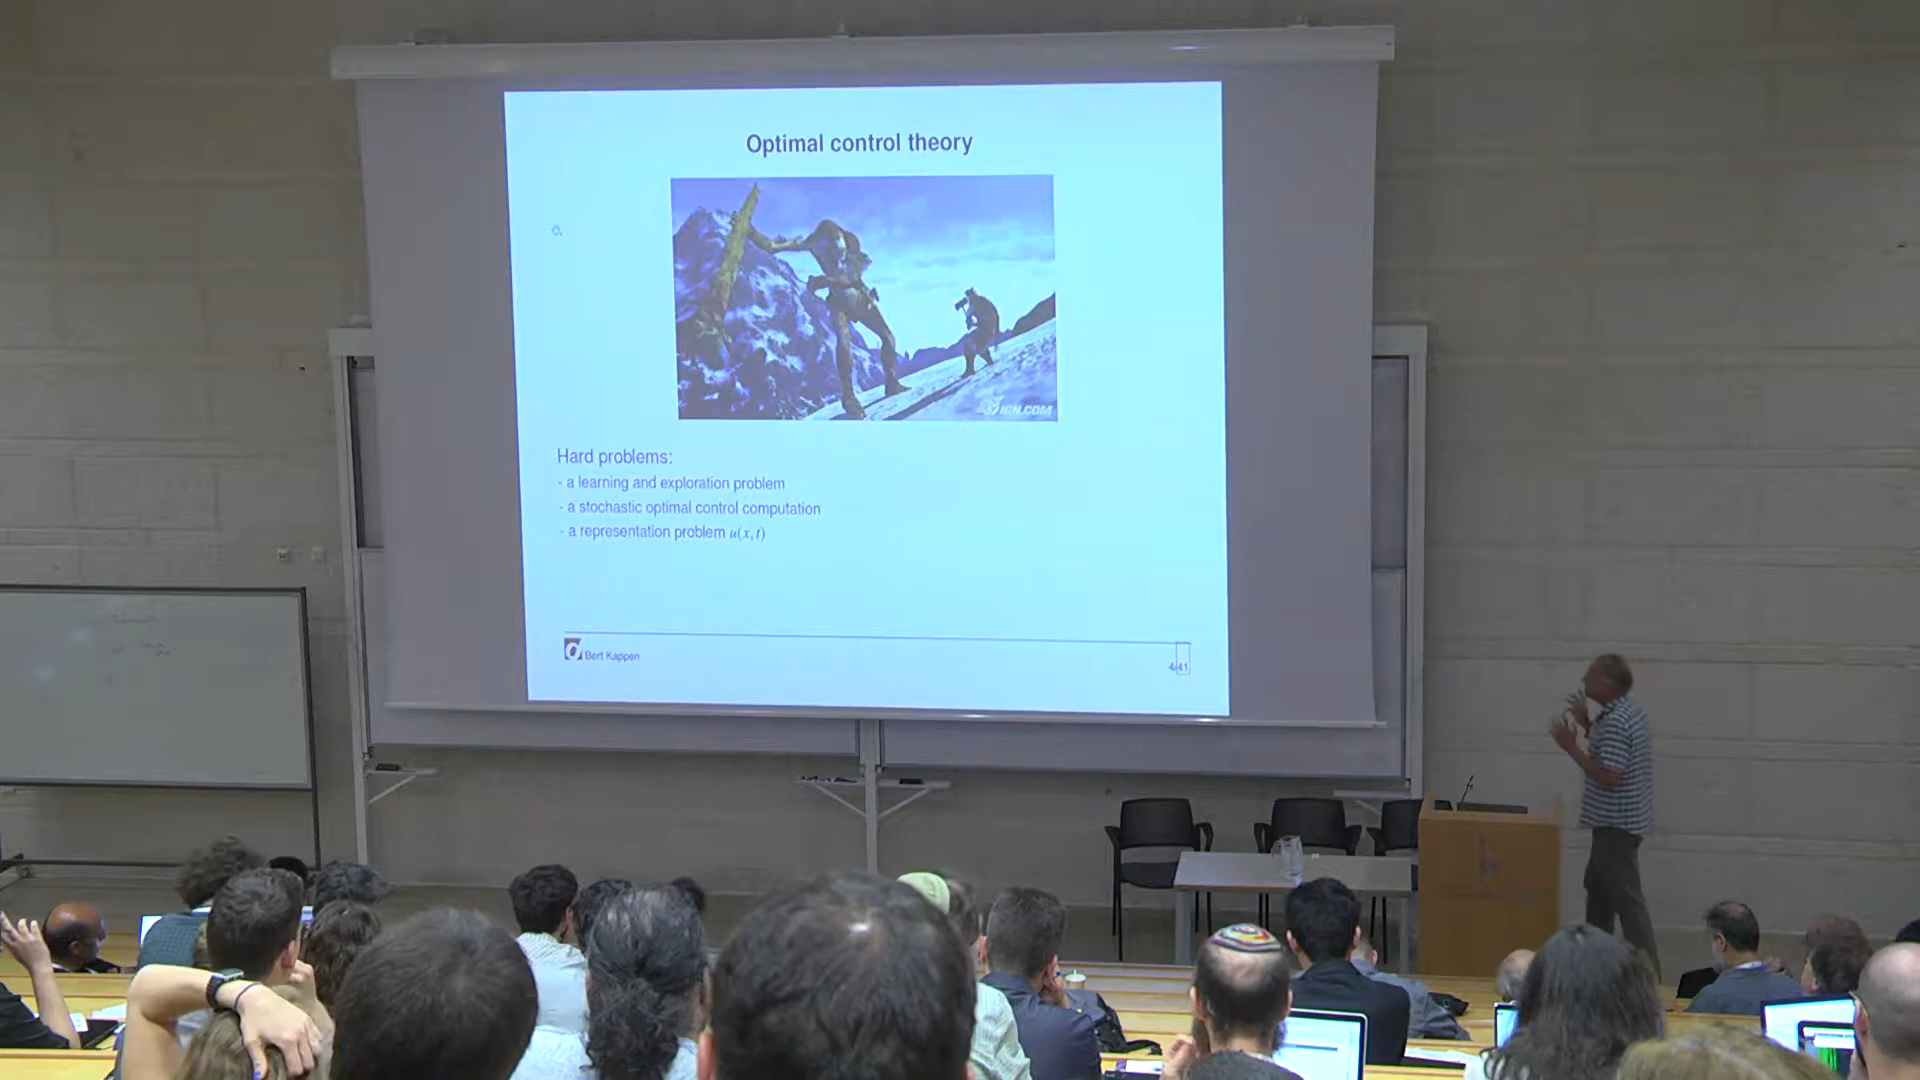 Optimal control theory
IGN.COM
Hard problems:
- a learning and exploration problem
- a stochastic optimal control computation
- a representation problem u(x, t)
Bert Kappen
4/41